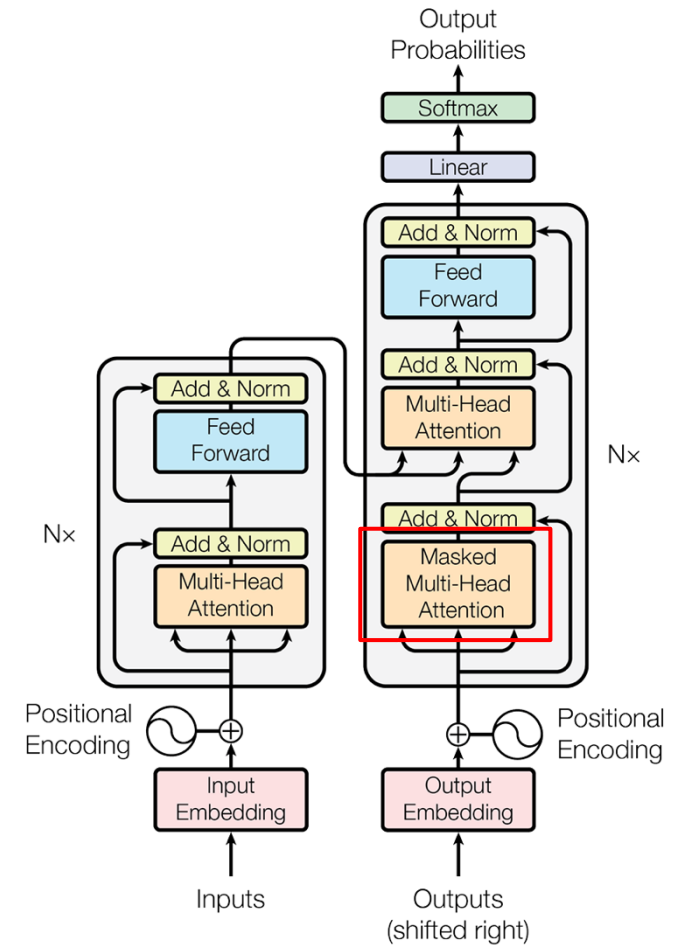 Output
Probabilities
Softmax
Linear
Add & Norm
Feed
Forward
Add & Norm
Multi-Head
Attention
Add & Norm
Masked
Multi-Head
Attention
Nx
Add & Norm
Feed
Forward
Add & Norm
Multi-Head
Attention
Nx
Positional
Encoding
Positional
Encoding
Input
Embedding
Output
Embedding
Inputs
Outputs
(shifted right)